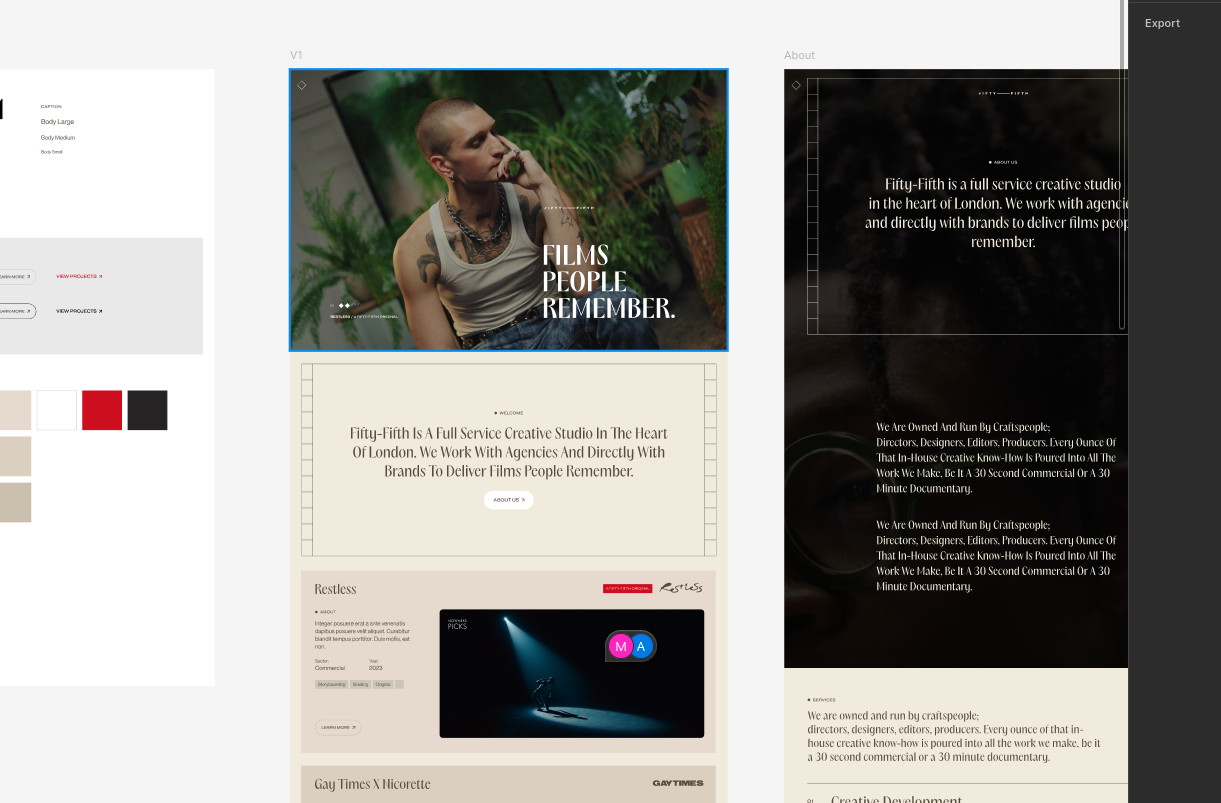 Export
V1
About
CAPTION
Body Large
Body Medium
Body Small
VIEW PROJECTS
VIEW PROJECTS
FIFTY FIFTH
FILMS
PEOPLE
REMEMBER.
RESTLESS / A FIFTY-FIFTH ORIGINAL
WELCOME
Fifty-Fifth Is A Full Service Creative Studio In The Heart
Of London. We Work With Agencies And Directly With
Brands To Deliver Films People Remember.
ABOUT US
Restless
A FIFTY-FIFTH ORIGINAL
Restless
ABOUT
Integer posuere erat a ante venenatis
dapibus posuere velit aliquet. Curabitur
blandit tempus porttitor. Duis mollis, est
non.
Sector:
Year:
Commercial
2023
Storyboarding
Grading
LEARN MORE
NOWNESS
PICKS
M
A
Gay Times X Nicorette
GAYTIMES
FIFTY FIFTH
ABOUT US
Fifty-Fifth is a full service creative studio
in the heart of London. We work with agencie
and directly with brands to deliver films peop
remember.
We Are Owned And Run By Craftspeople;
Directors, Designers, Editors, Producers. Every Ounce Of
That In-House Creative Know-How Is Poured Into All The
Work We Make, Be It A 30 Second Commercial Or A 30
Minute Documentary.
We Are Owned And Run By Craftspeople;
Directors, Designers, Editors, Producers. Every Ounce Of
That In-House Creative Know-How Is Poured Into All The
Work We Make, Be It A 30 Second Commercial Or A 30
Minute Documentary.
SERVICES
We are owned and run by craftspeople;
directors, designers, editors, producers. Every ounce of that in-
house creative know-how is poured into all the work we make, be it
a 30 second commercial or a 30 minute documentary.
01
Creative Development